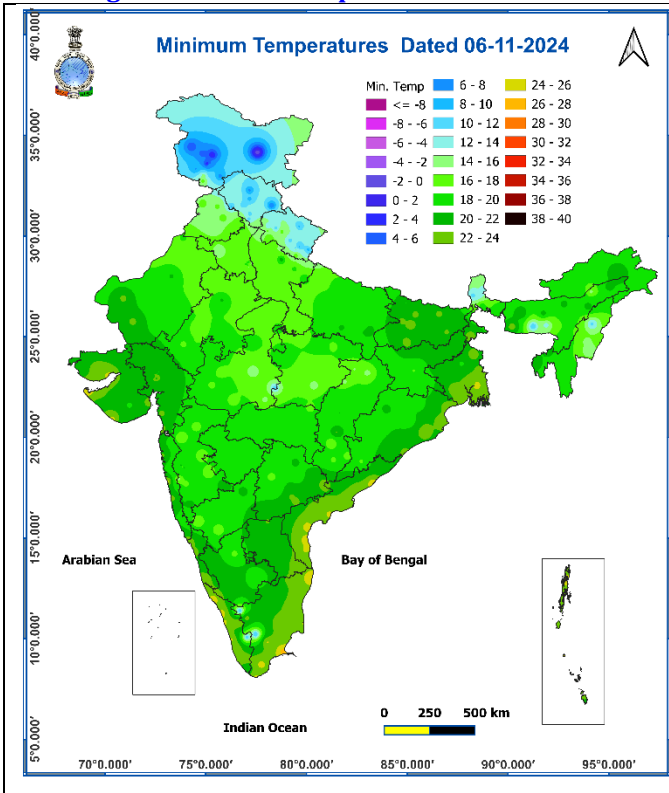 Minimum Temperatures Dated 06-11-2024
Min. Temp
<= -8
-8 - -6
-6 - -4
-4 - -2
-2 - 0
0 - 2
2 - 4
4 - 6
6 - 8
8 - 10
10 - 12
12 - 14
14 - 16
16 - 18
18 - 20
20 - 22
22 - 24
24 - 26
26 - 28
28 - 30
30 - 32
32 - 34
34 - 36
36 - 38
38 - 40
40°0.000'
35°0.000'
30°0.000'
25°0.000'
20°0.000'
15°0.000'
10°0.000'
5°0.000'
Arabian Sea
Bay of Bengal
Indian Ocean
0 250 500 km
70°0.000' 75°0.000' 80°0.000' 85°0.000' 90°0.000' 95°0.000'